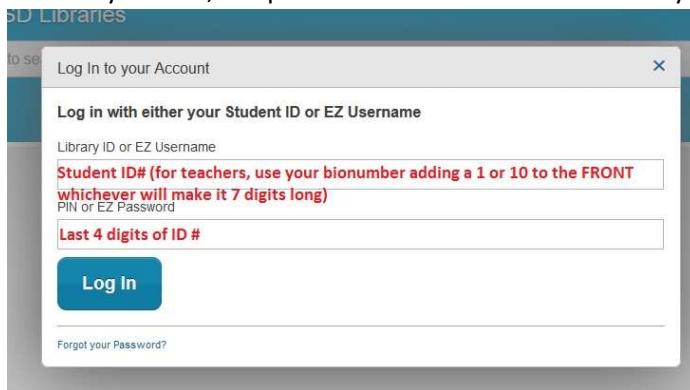 SD Libraries
to se
Log In to your Account
×
Log in with either your Student ID or EZ Username
Library ID or EZ Username
Student ID# (for teachers, use your bionumber adding a 1 or 10 to the FRONT
whichever will make it 7 digits long)
PIN or EZ Password
Last 4 digits of ID #
Log In
Forgot your Password?